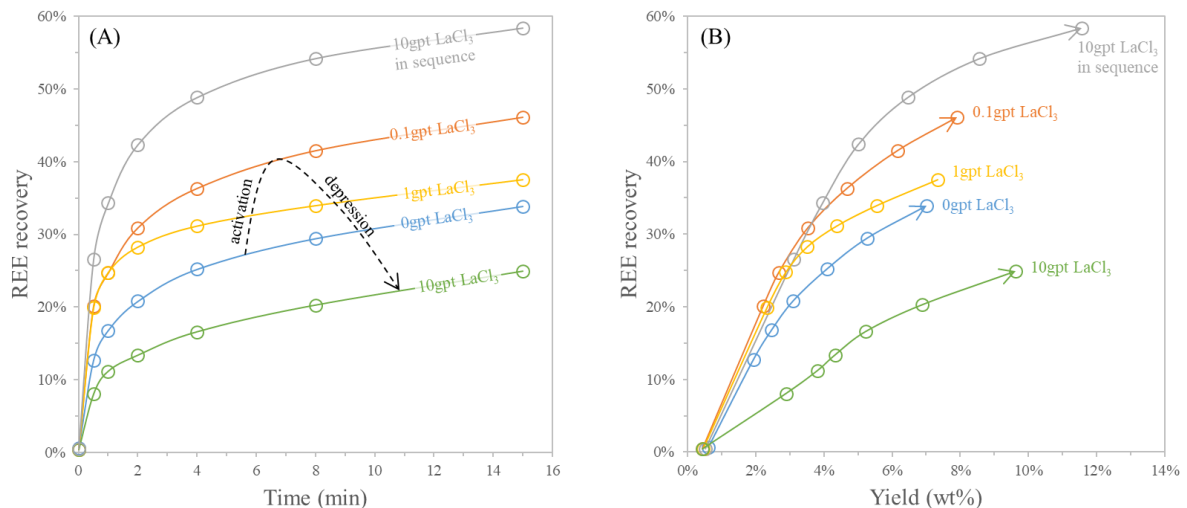 (A)
REE recovery
60%
50%
40%
30%
20%
10%
0%
10gpt LaCl₃
in sequence
0.1gpt LaCl₃
1gpt LaCl₃
0gpt LaCl₃
10gpt LaCl₃
activation
depression
0 2 4 6 8 10 12 14 16
Time (min)
(B)
REE recovery
60%
50%
40%
30%
20%
10%
0%
10gpt LaCl₃
in sequence
0.1gpt LaCl₃
1gpt LaCl₃
0gpt LaCl₃
10gpt LaCl₃
0% 2% 4% 6% 8% 10% 12% 14%
Yield (wt%)